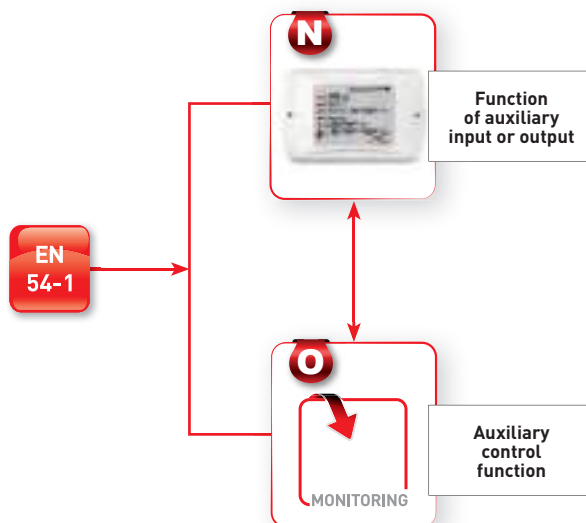 N
Function
of auxiliary
input or output
EN
54-1
O
MONITORING
Auxiliary
control
function